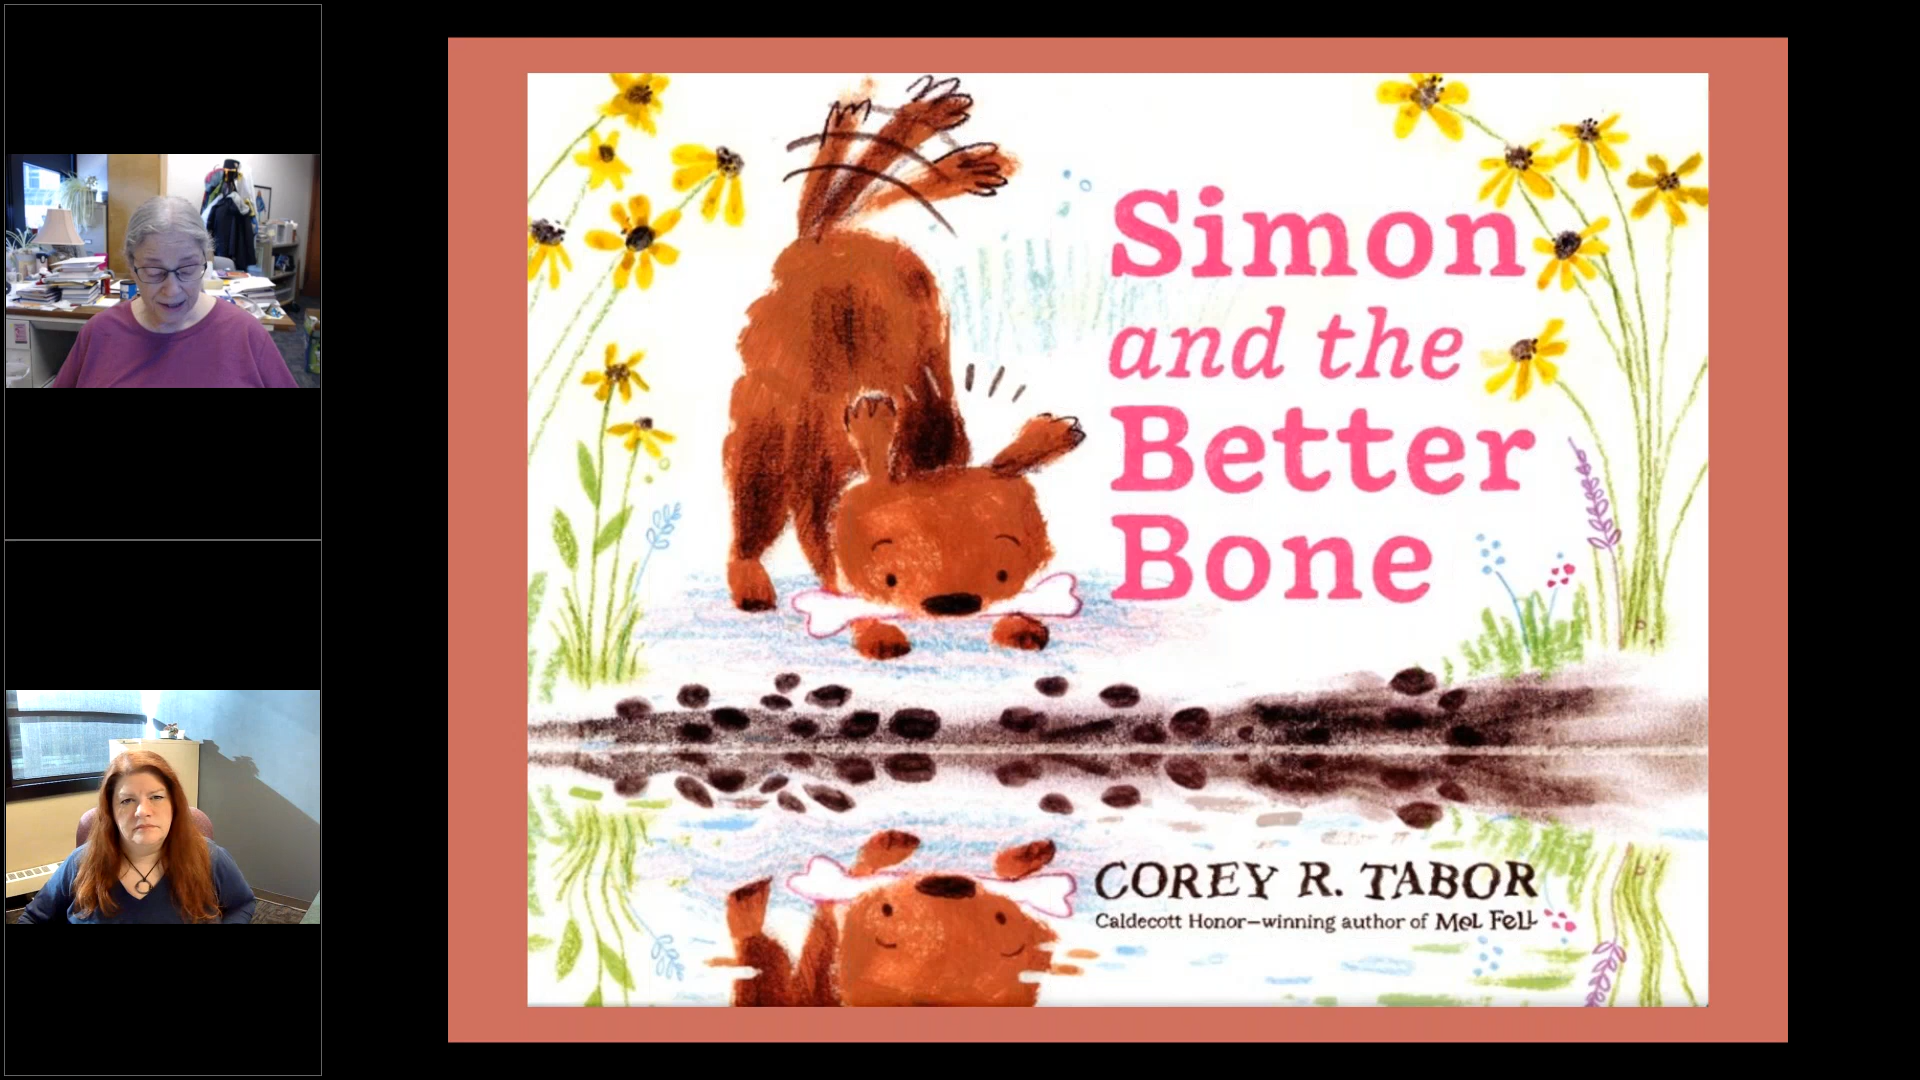 Simon
and the
Better
Bone
COREY R. TABOR
Caldecott Honor–winning author of MeL FeLL